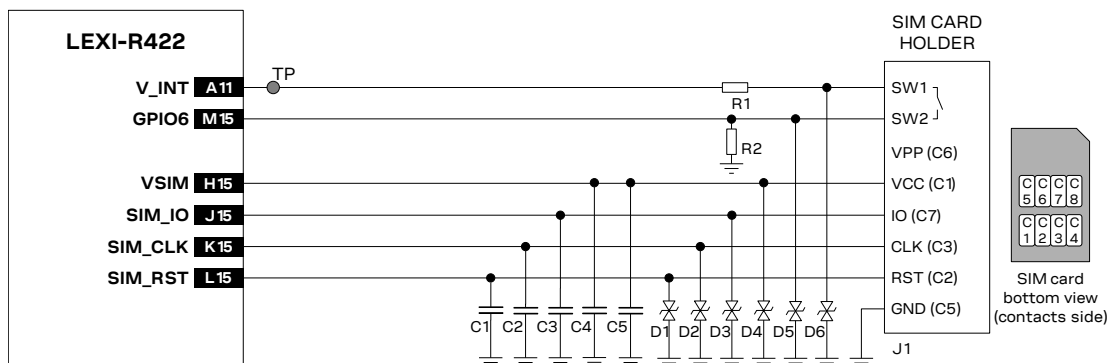 SIM CARD
HOLDER
LEXI-R422
TP
V_INT A11 SW1
R1
GPIO6 M15 SW2
R2
VPP (C6)
VSIM H15 VCC (C1)
C5 C6 C7 C8
SIM_IO J15 IO (C7)
C1 C2 C3 C4
SIM_CLK K15 CLK (C3)
SIM_RST L15 RST (C2)
SIM card
bottom view
(contacts side)
GND (C5)
C1 C2 C3 C4 C5 D1 D2 D3 D4 D5 D6
J1